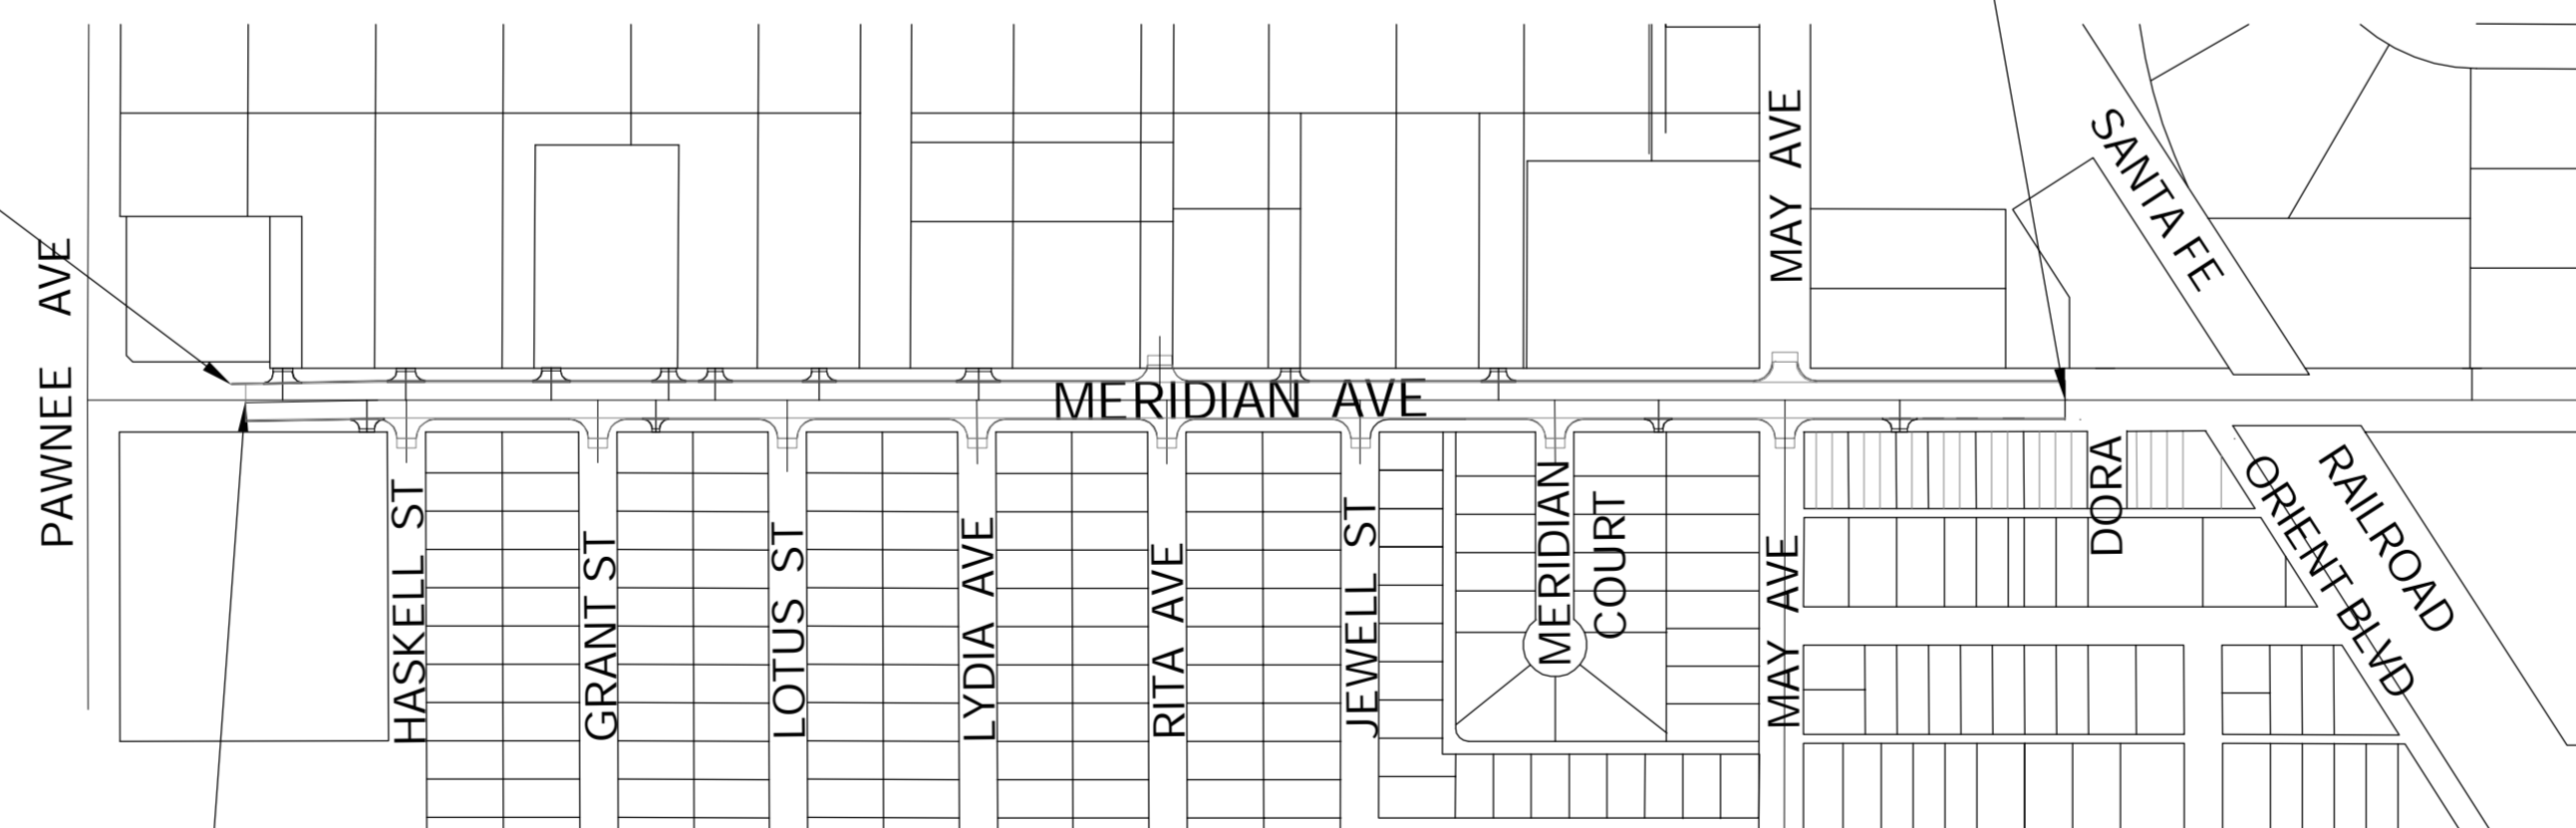 PAWNEE AVE
MERIDIAN AVE
MAY AVE
SANTA FE
HASKELL ST
GRANT ST
LOTUS ST
LYDIA AVE
RITA AVE
JEWELL ST
MERIDIAN
COURT
MAY AVE
DORA
ORIENT BLVD
RAILROAD